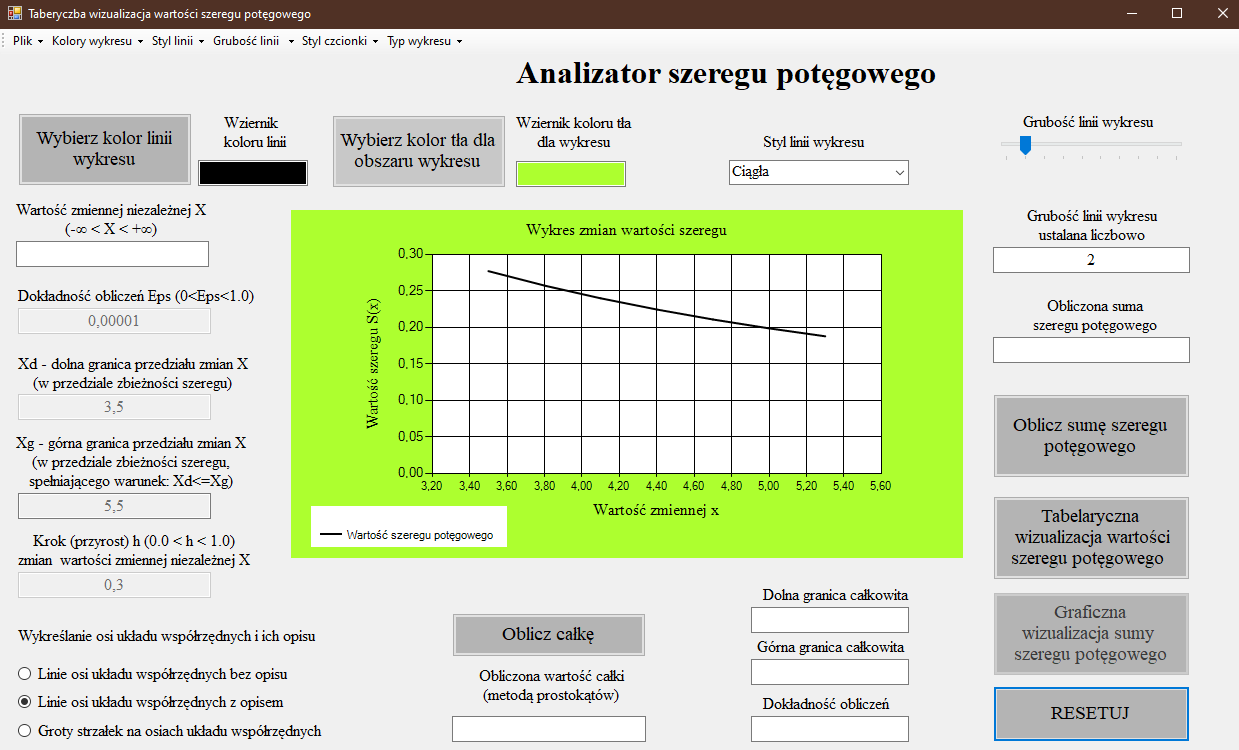 Taberyczba wizualizacja wartości szeregu potęgowego
Plik Kolory wykresu Styl linii Grubość linii Styl czcionki Typ wykresu
Analizator szeregu potęgowego
Wybierz kolor linii
wykresu
Wziernik
koloru linii
Wybierz kolor tła dla
obszaru wykresu
Wziernik koloru tła
dla wykresu
Styl linii wykresu
Ciągła
Grubość linii wykresu
Wartość zmiennej niezależnej X
(-∞ < X < +∞)
Dokładność obliczeń Eps (0<Eps<1.0)
0,00001
Xd - dolna granica przedziału zmian X
(w przedziale zbieżności szeregu)
3,5
Xg - górna granica przedziału zmian X
(w przedziale zbieżności szeregu,
spełniającego warunek: Xd<=Xg)
5,5
Krok (przyrost) h (0.0 < h < 1.0)
zmian wartości zmiennej niezależnej X
0,3
Wykreślanie osi układu współrzędnych i ich opisu
Linie osi układu współrzędnych bez opisu
Linie osi układu współrzędnych z opisem
Groty strzałek na osiach układu współrzędnych
Wykres zmian wartości szeregu
Wartość szeregu S(x)
0,30
0,25
0,20
0,15
0,10
0,05
0,00
3,20 3,40 3,60 3,80 4,00 4,20 4,40 4,60 4,80 5,00 5,20 5,40 5,60
Wartość zmiennej x
Wartość szeregu potęgowego
Oblicz całkę
Obliczona wartość całki
(metodą prostokątów)
Dolna granica całkowita
Górna granica całkowita
Dokładność obliczeń
Grubość linii wykresu
ustalana liczbowo
2
Obliczona suma
szeregu potęgowego
Oblicz sumę szeregu
potęgowego
Tabelaryczna
wizualizacja wartości
szeregu potęgowego
Graficzna
wizualizacja sumy
szeregu potęgowego
RESETUJ